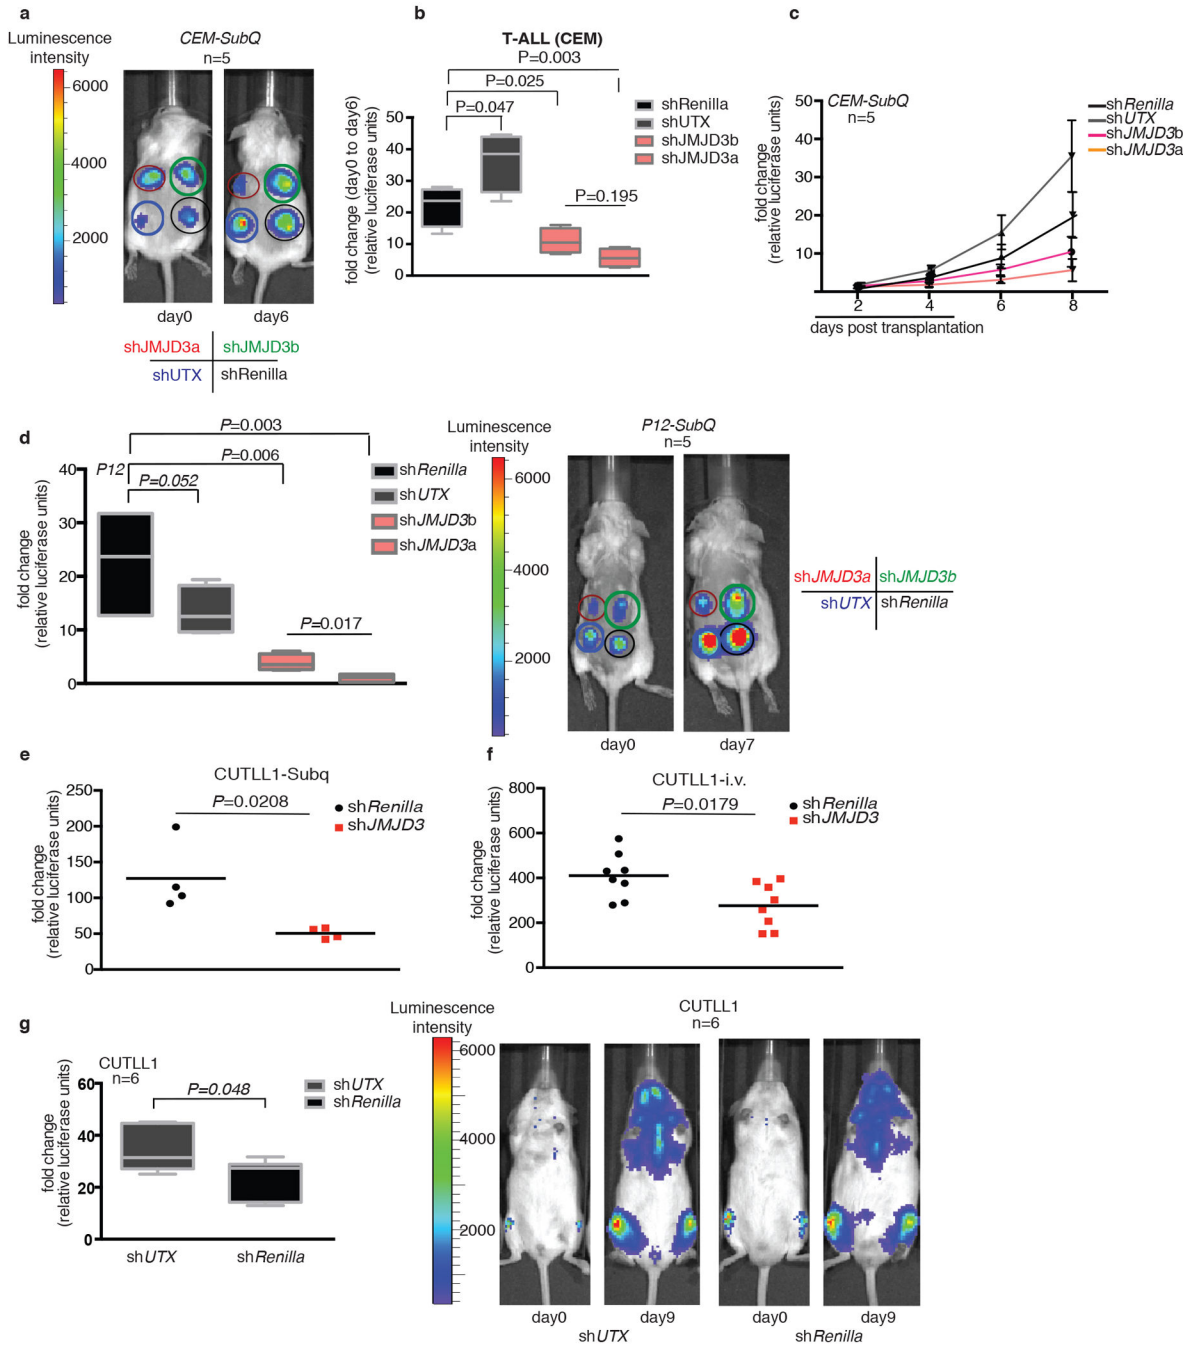 a
Luminescence
intensity
CEM-SubQ
n=5
6000
4000
2000
day0
day6
shJMJD3a
shJMJD3b
shUTX
shRenilla
b
T-ALL (CEM)
P=0.003
P=0.025
P=0.047
P=0.195
fold change (day0 to day6)
(relative luciferase units)
50
40
30
20
10
0
shRenilla
shUTX
shJMJD3b
shJMJD3a
c
CEM-SubQ
n=5
fold change
(relative luciferase units)
50
40
30
20
10
2
4
6
8
days post transplantation
shRenilla
shUTX
shJMJD3b
shJMJD3a
d
P=0.003
P=0.006
P=0.052
P=0.017
P12
fold change
(relative luciferase units)
40
30
20
10
0
shRenilla
shUTX
shJMJD3b
shJMJD3a
Luminescence
intensity
6000
4000
2000
P12-SubQ
n=5
day0
day7
shJMJD3a
shJMJD3b
shUTX
shRenilla
e
CUTLL1-Subq
P=0.0208
fold change
(relative luciferase units)
250
200
150
100
50
0
shRenilla
shJMJD3
f
CUTLL1-i.v.
P=0.0179
fold change
(relative luciferase units)
800
600
400
200
0
shRenilla
shJMJD3
g
CUTLL1
n=6
P=0.048
fold change
(relative luciferase units)
60
40
20
0
shUTX
shRenilla
shUTX
shRenilla
Luminescence
intensity
6000
4000
2000
CUTLL1
n=6
day0
day9
day0
day9
shUTX
shRenilla